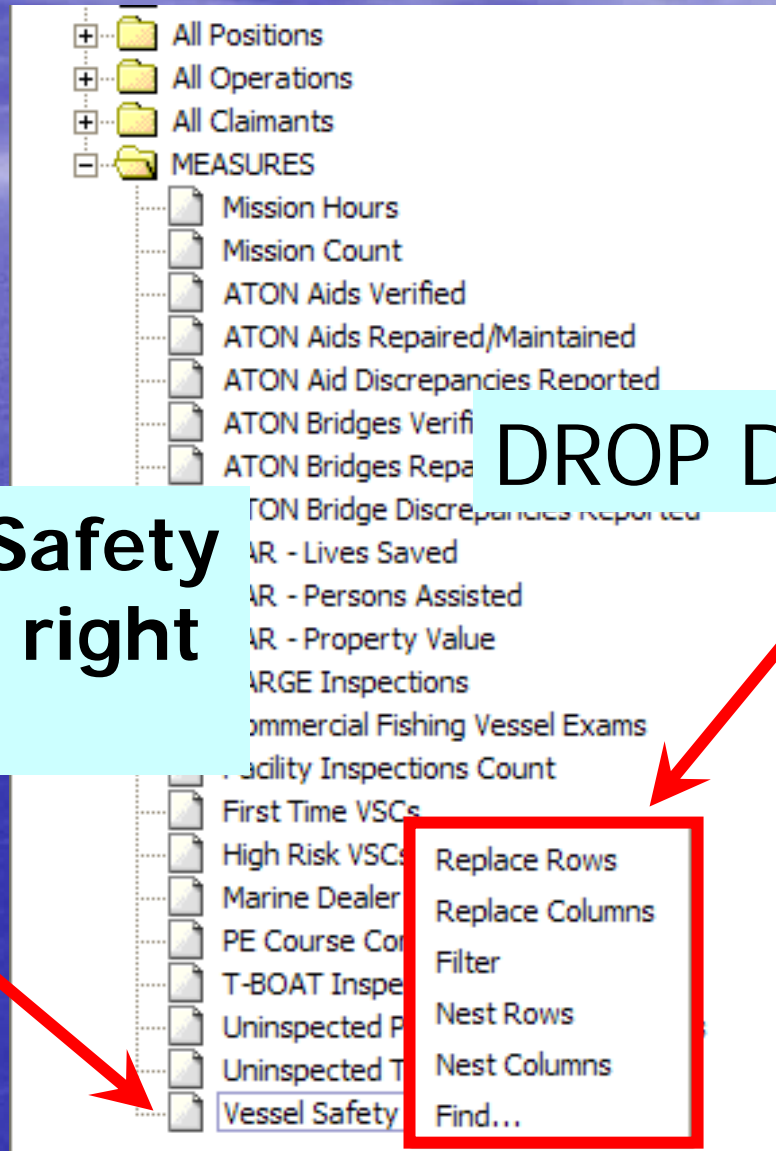 All Positions
All Operations
All Claimants
MEASURES
Mission Hours
Mission Count
ATON Aids Verified
ATON Aids Repaired/Maintained
ATON Aid Discrepancies Reported
ATON Bridges Verifi
ATON Bridges Repa
TON Bridge Discrepancies Reported
DROP D
AR - Lives Saved
AR - Persons Assisted
AR - Property Value
ARGE Inspections
ommercial Fishing Vessel Exams
acility Inspections Count
Safety
right
First Time VSCs
High Risk VSCs
Marine Dealer
PE Course Cor
T-BOAT Inspe
Uninspected P
Uninspected T
Vessel Safety
Replace Rows
Replace Columns
Filter
Nest Rows
Nest Columns
Find...